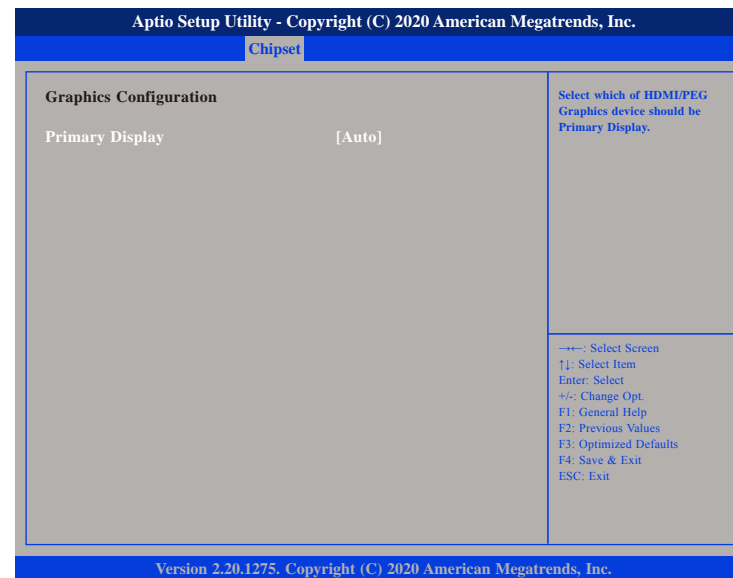 Aptio Setup Utility - Copyright (C) 2020 American Megatrends, Inc.
Chipset
Graphics Configuration
Primary Display [Auto]
Select which of HDMI/PEG
Graphics device should be
Primary Display.
→←: Select Screen
↑↓: Select Item
Enter: Select
+/-: Change Opt.
F1: General Help
F2: Previous Values
F3: Optimized Defaults
F4: Save & Exit
ESC: Exit
Version 2.20.1275. Copyright (C) 2020 American Megatrends, Inc.